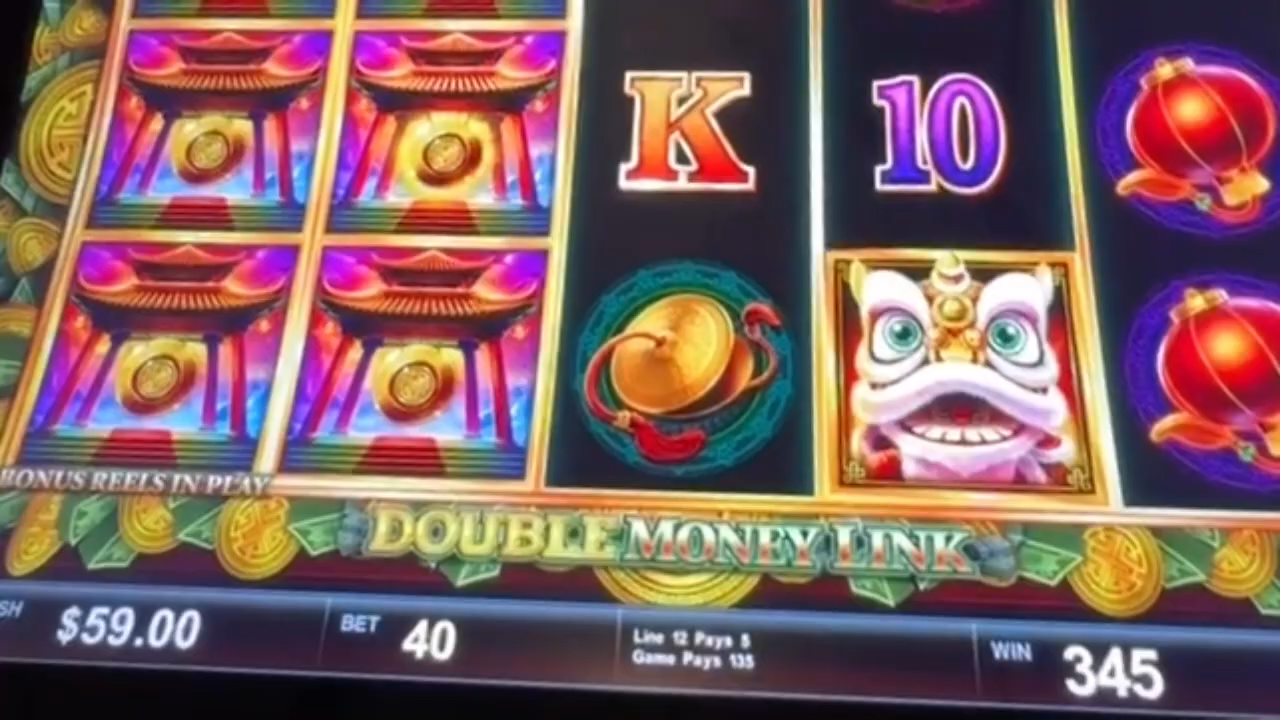 K
10
BONUS REELS IN PLAY
DOUBLE MONEY LINK
$59.00
BET 40
Line 12 Pays 5
Game Pays 135
WIN 345